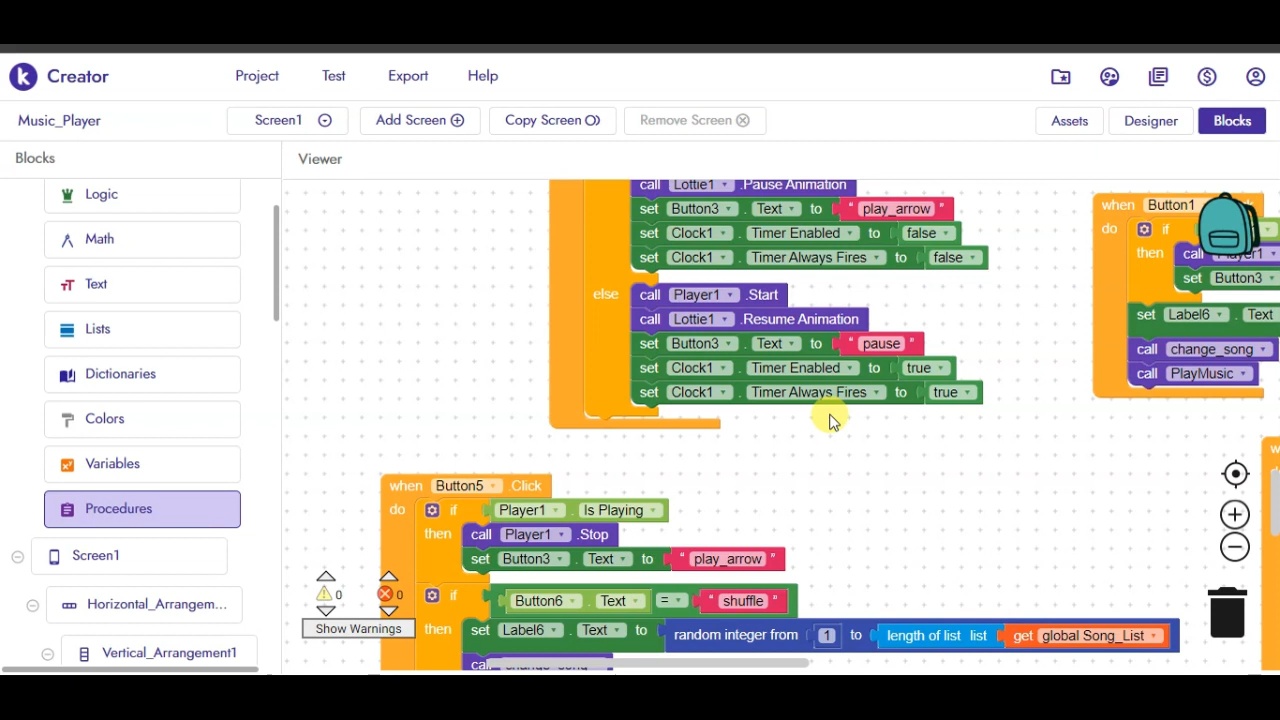 Creator
Project
Test
Export
Help
Music_Player
Screen1
Add Screen
Copy Screen
Remove Screen
Assets
Designer
Blocks
Blocks
Viewer
Logic
Math
Text
Lists
Dictionaries
Colors
Variables
Procedures
Screen1
Horizontal_Arrangem...
Vertical_Arrangement1
call Lottie1 .Pause Animation
set Button3 . Text to " play_arrow "
set Clock1 . Timer Enabled to false
set Clock1 . Timer Always Fires to false
else call Player1 .Start
call Lottie1 .Resume Animation
set Button3 . Text to " pause "
set Clock1 . Timer Enabled to true
set Clock1 . Timer Always Fires to true
when Button1
do if
then call
set Button3 .
set Label6 . Text
call change_song
call PlayMusic
when Button5 .Click
do if Player1 . Is Playing
then call Player1 .Stop
set Button3 . Text to " play_arrow "
if Button6 . Text = " shuffle "
then set Label6 . Text to random integer from 1 to length of list list get global Song_List
0
0
Show Warnings